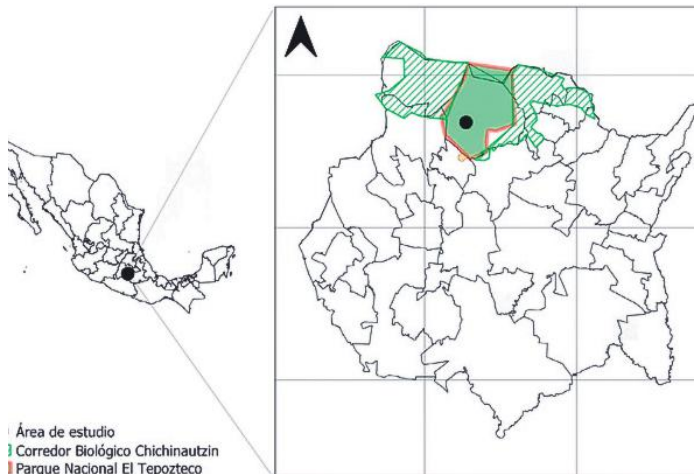 Área de estudio
Corredor Biológico Chichinautzin
Parque Nacional El Tepozteco